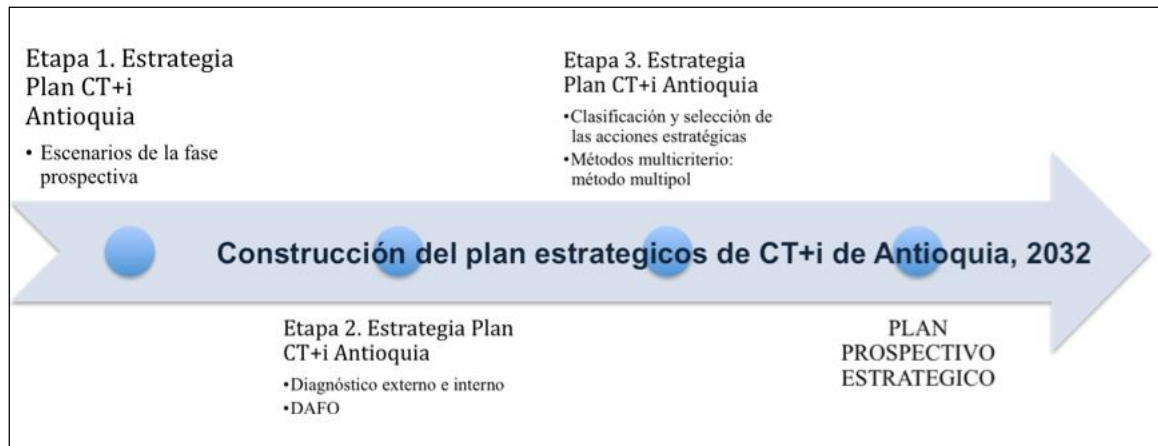 Etapa 1. Estrategia
Plan CT+i
Antioquia
• Escenarios de la fase
prospectiva
Etapa 3. Estrategia
Plan CT+i Antioquia
•Clasificación y selección de
las acciones estratégicas
•Métodos multicriterio:
método multipol
Construcción del plan estrategicos de CT+i de Antioquia, 2032
Etapa 2. Estrategia Plan
CT+i Antioquia
•Diagnóstico externo e interno
•DAFO
PLAN
PROSPECTIVO
ESTRATEGICO